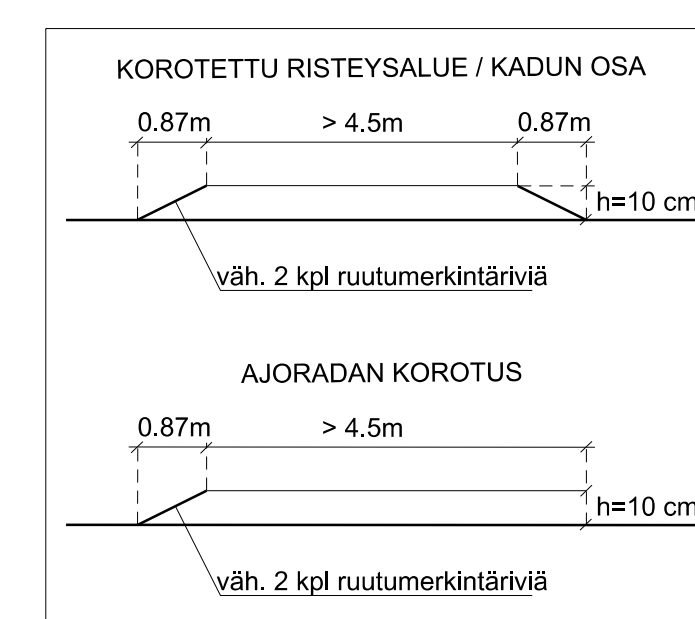 KOROTETTU RISTEYSALUE / KADUN OSA
0.87m > 4.5m 0.87m
h=10 cm
väh. 2 kpl ruutumerkintäriviä
AJORADAN KOROTUS
0.87m > 4.5m
h=10 cm
väh. 2 kpl ruutumerkintäriviä